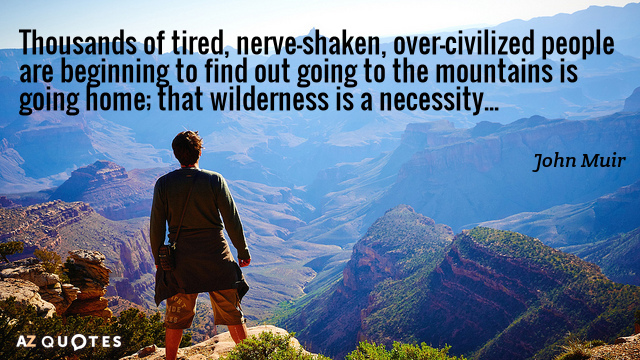 Thousands of tired, nerve-shaken, over-civilized people
are beginning to find out going to the mountains is
going home; that wilderness is a necessity...
John Muir
AZ QUOTES